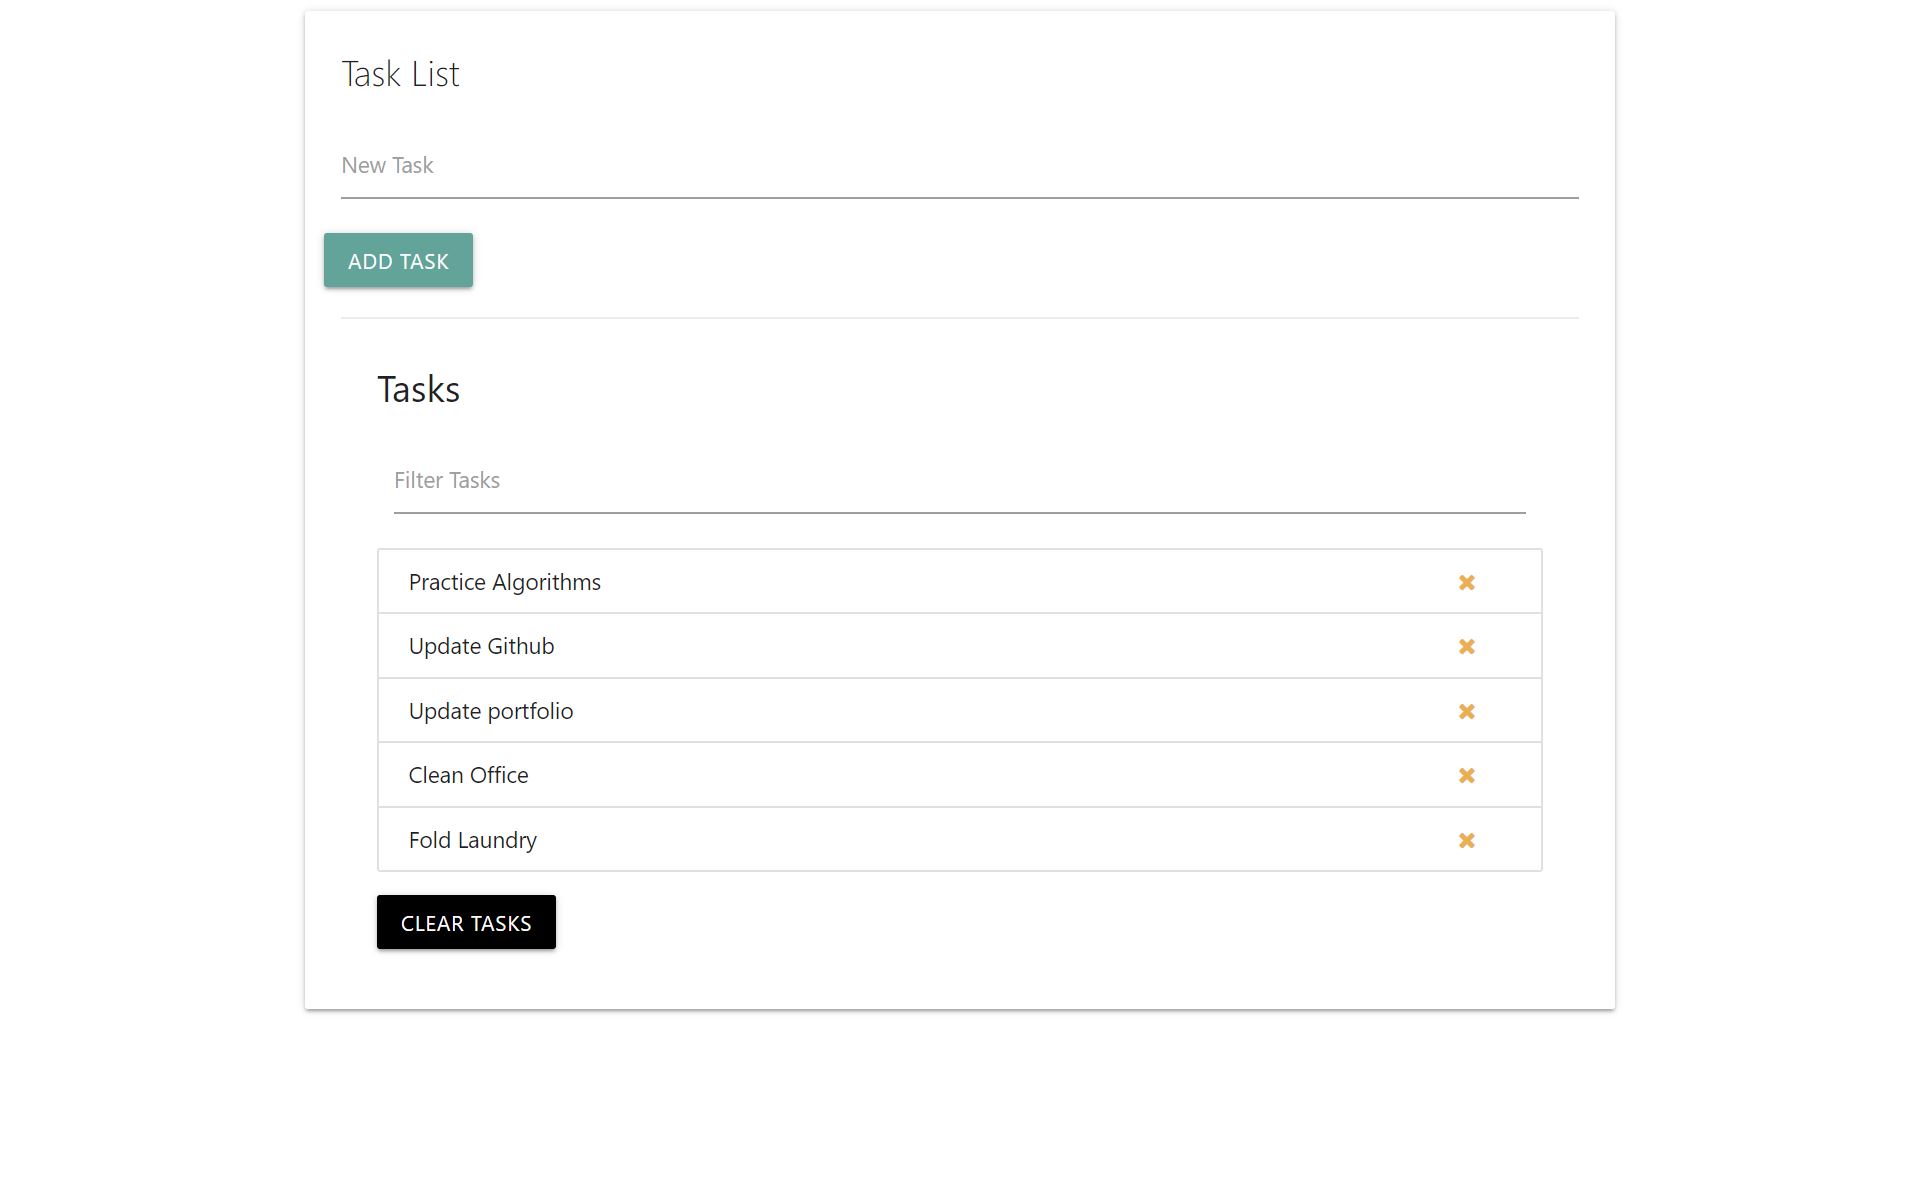 Task List
New Task
ADD TASK
Tasks
Filter Tasks
Practice Algorithms
Update Github
Update portfolio
Clean Office
Fold Laundry
CLEAR TASKS